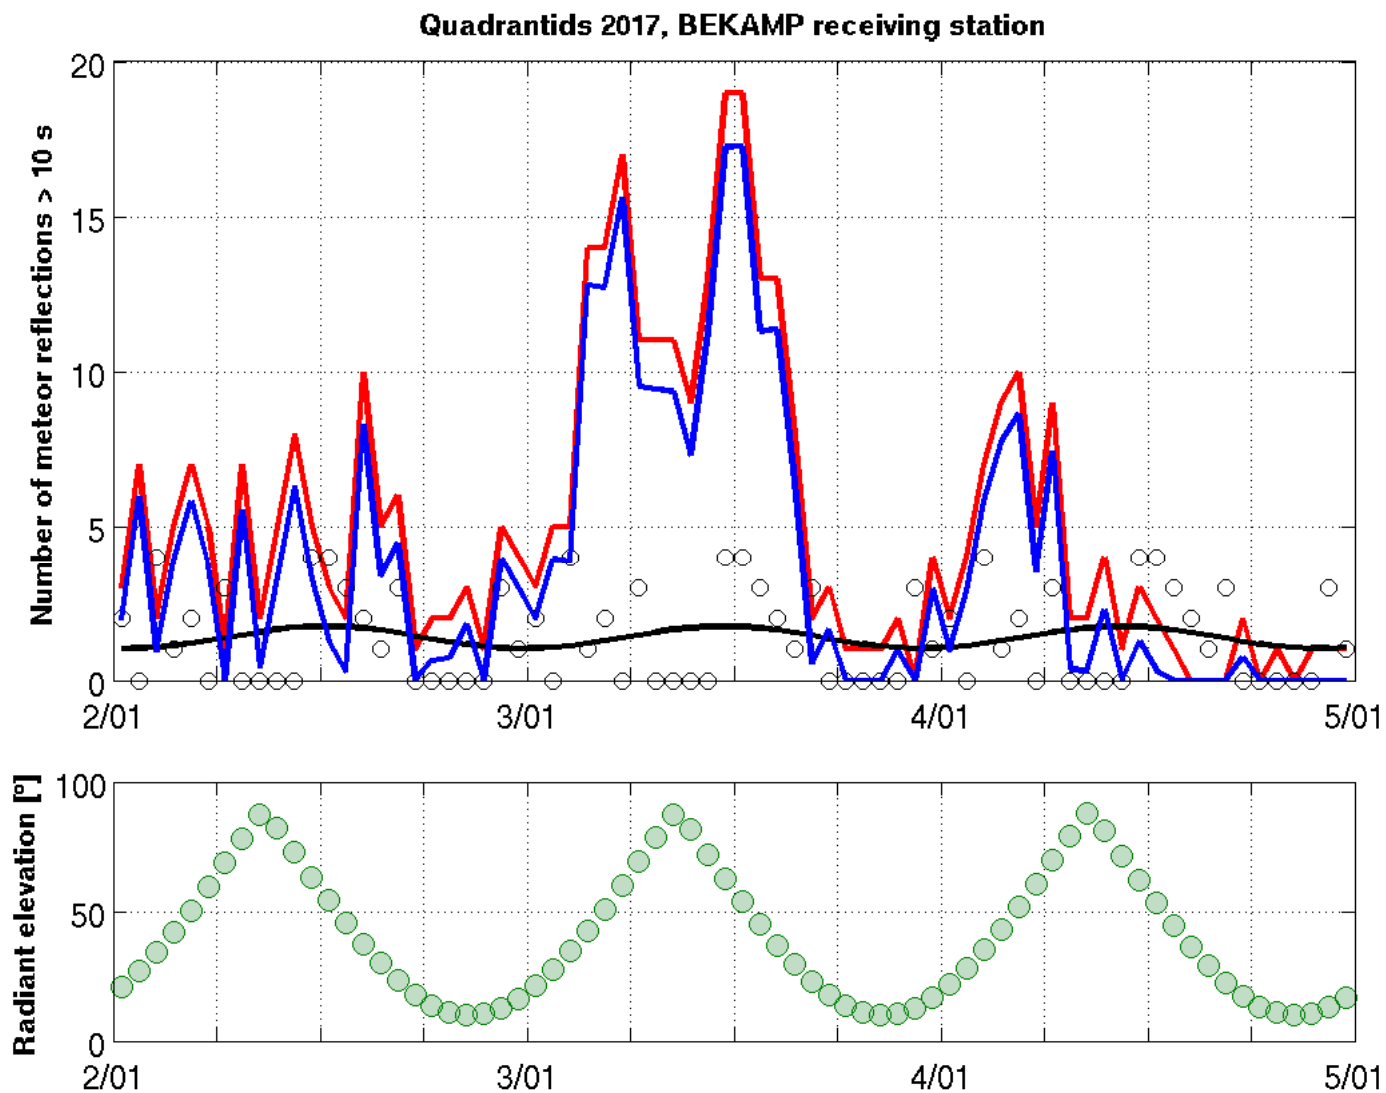 Quadrantids 2017, BEKAMP receiving station
Number of meteor reflections > 10 s
20
15
10
5
0
2/01 3/01 4/01 5/01
Radiant elevation [°]
100
50
0
2/01 3/01 4/01 5/01